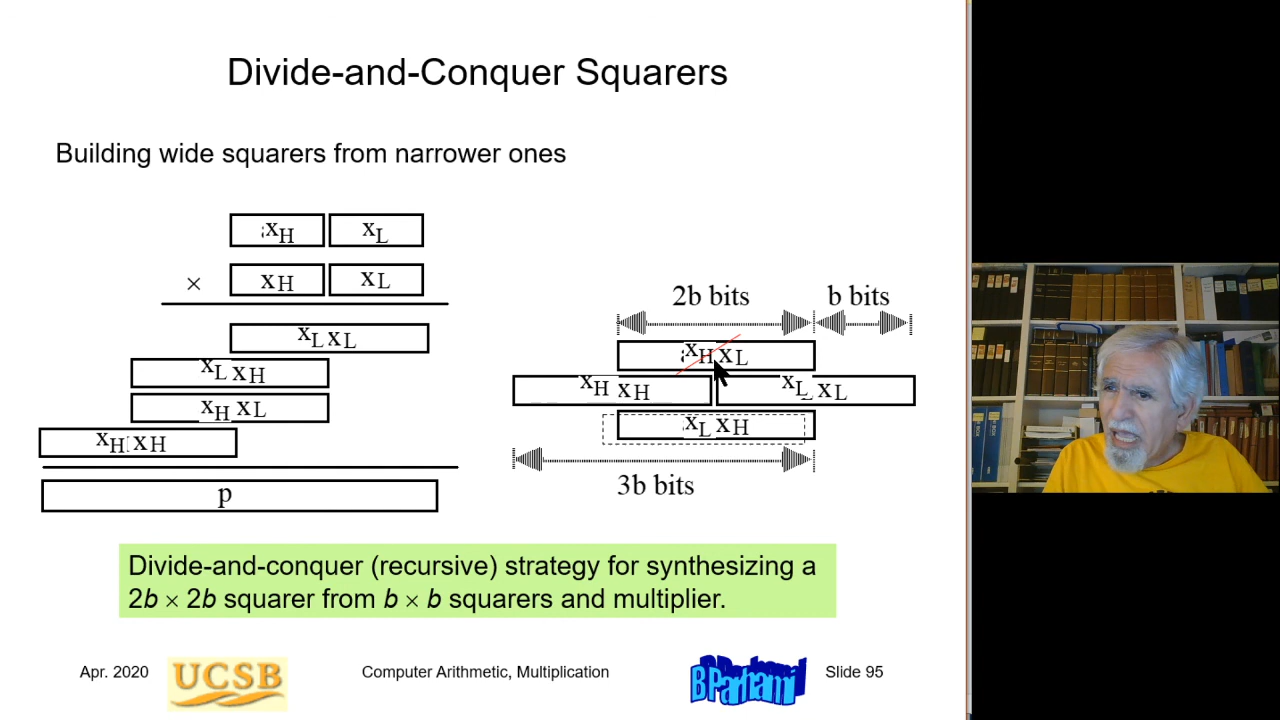 Divide-and-Conquer Squarers
Building wide squarers from narrower ones
xH xL
× xH xL
xL xL
xL xH
xH xL
xH xH
p
2b bits b bits
xH xL
xH xH xL xL
xL xH
3b bits
Divide-and-conquer (recursive) strategy for synthesizing a
2b × 2b squarer from b × b squarers and multiplier.
Apr. 2020 UCSB Computer Arithmetic, Multiplication B Parhami Slide 95